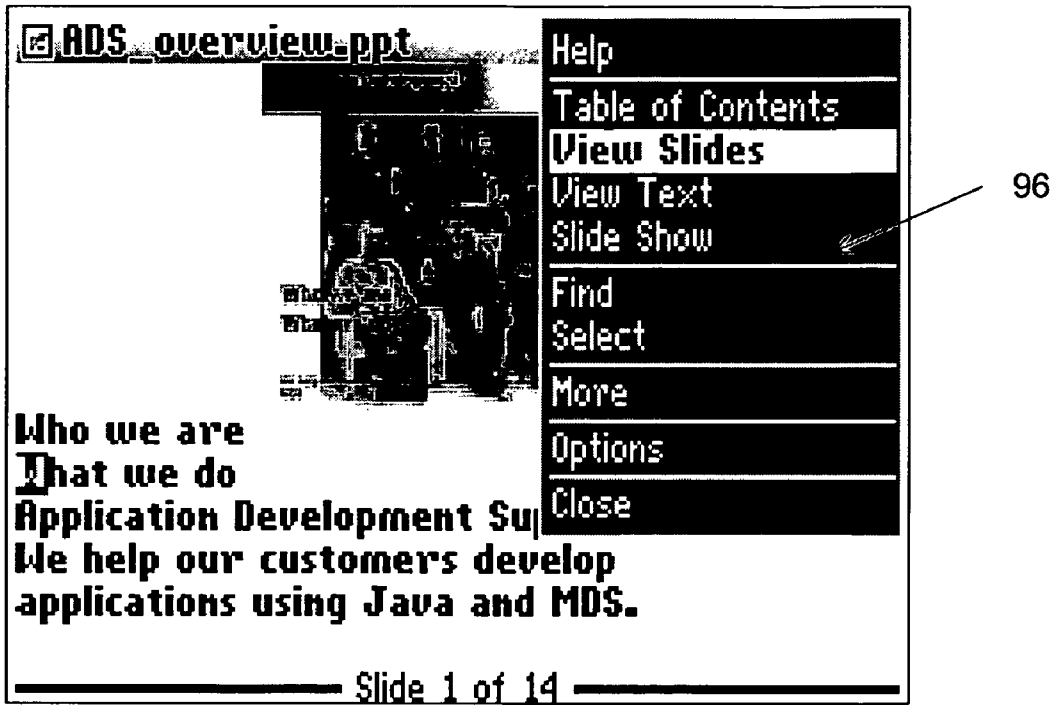 ADS_overview.ppt
Help
Table of Contents
View Slides
View Text
Slide Show
Find
Select
More
Options
Close
96
Who we are
What we do
Application Development Su
We help our customers develop
applications using Java and MDS.
Slide 1 of 14